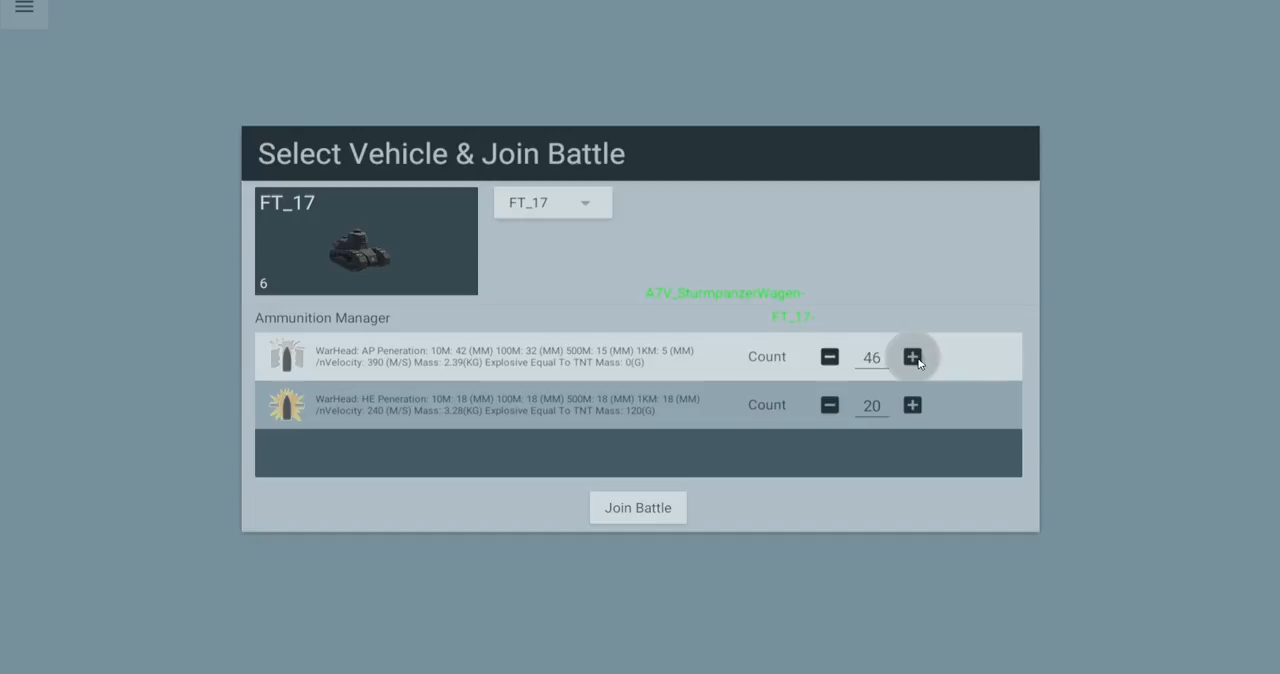 Select Vehicle & Join Battle
FT_17
FT_17
6
A7V_SturmpanzerWagen-
Ammunition Manager
FT_17-
WarHead: AP Peneration: 10M: 42 (MM) 100M: 32 (MM) 500M: 15 (MM) 1KM: 5 (MM)
/nVelocity: 390 (M/S) Mass: 2.39(KG) Explosive Equal To TNT Mass: 0(G)
Count
46
WarHead: HE Peneration: 10M: 18 (MM) 100M: 18 (MM) 500M: 18 (MM) 1KM: 18 (MM)
/nVelocity: 240 (M/S) Mass: 3.28(KG) Explosive Equal To TNT Mass: 120(G)
Count
20
Join Battle